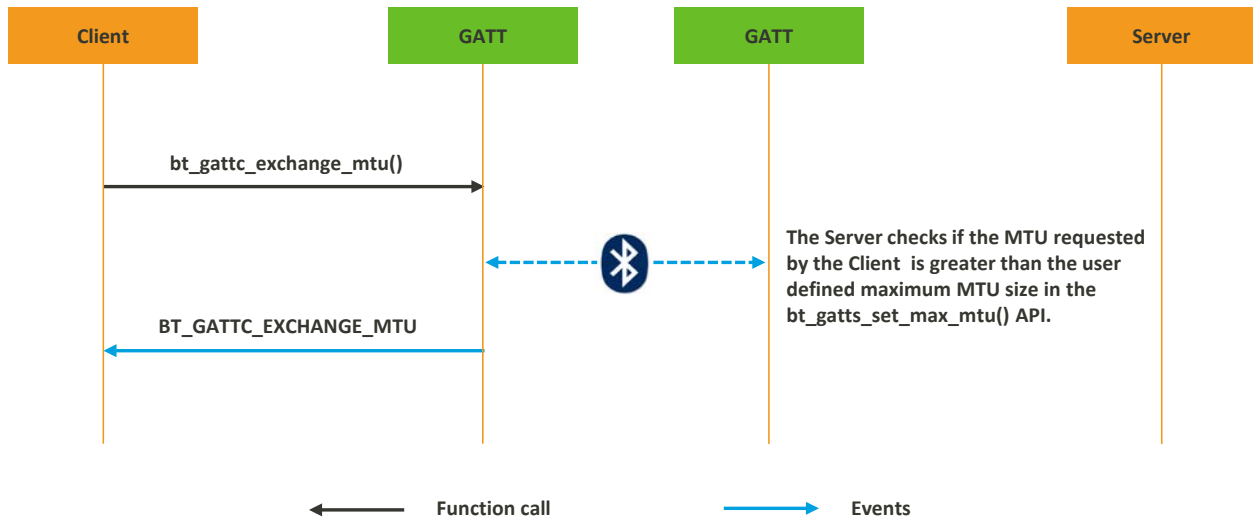 Client
GATT
GATT
Server
bt_gattc_exchange_mtu()
The Server checks if the MTU requested
by the Client is greater than the user
defined maximum MTU size in the
bt_gatts_set_max_mtu() API.
BT_GATTC_EXCHANGE_MTU
Function call
Events